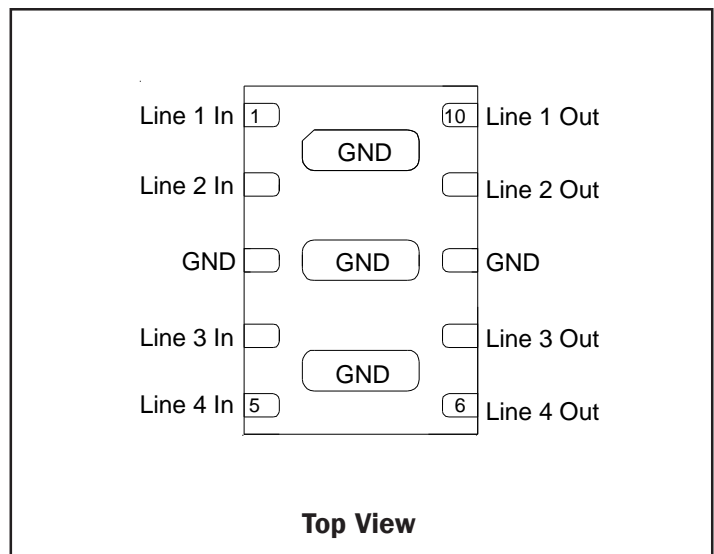 Line 1 In 1 10 Line 1 Out
GND
Line 2 In Line 2 Out
GND GND GND
Line 3 In Line 3 Out
GND
Line 4 In 5 6 Line 4 Out
Top View